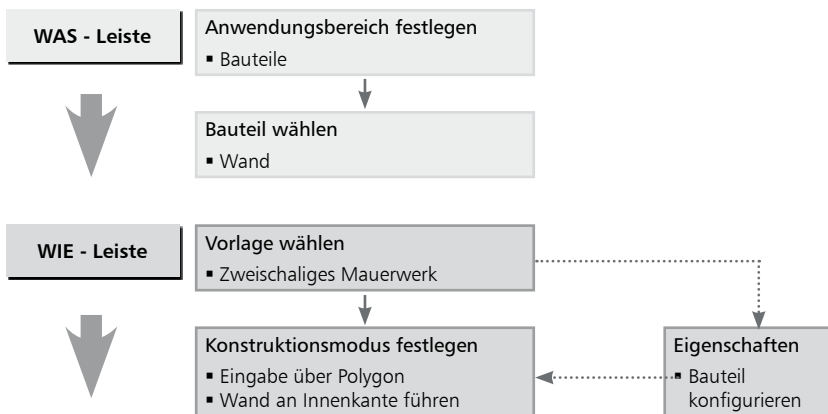 WAS - Leiste
Anwendungsbereich festlegen
▪ Bauteile
Bauteil wählen
▪ Wand
WIE - Leiste
Vorlage wählen
▪ Zweischaliges Mauerwerk
Konstruktionsmodus festlegen
▪ Eingabe über Polygon
▪ Wand an Innenkante führen
Eigenschaften
▪ Bauteil
konfigurieren